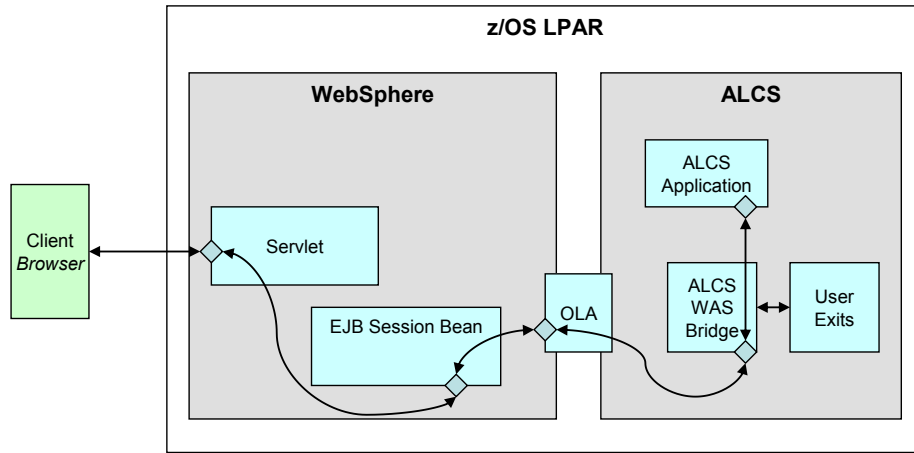 z/OS LPAR
WebSphere
ALCS
ALCS
Application
Client
Browser
Servlet
ALCS
WAS
Bridge
User
Exits
OLA
EJB Session Bean